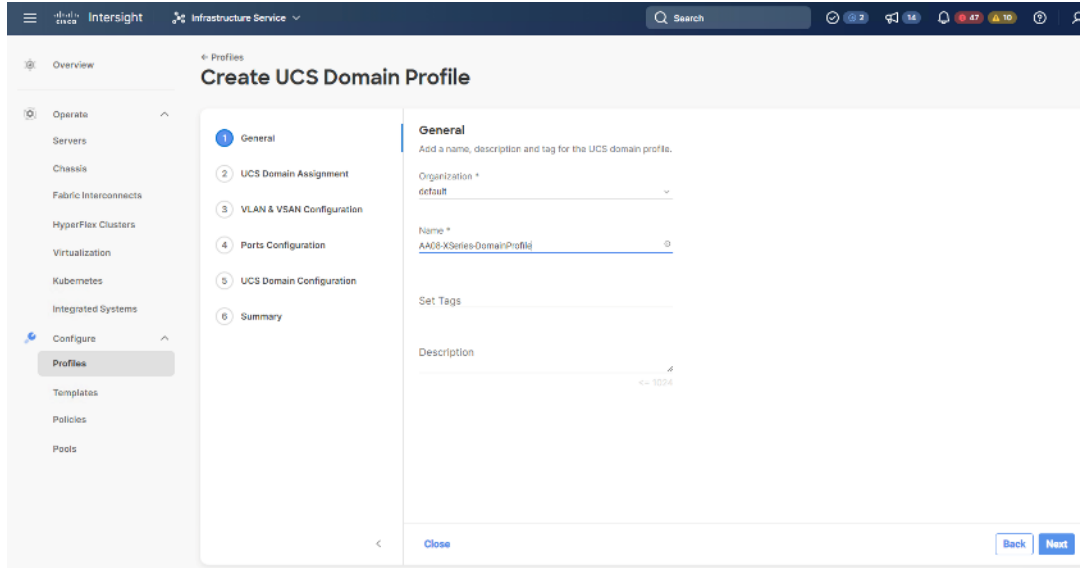 cisco Intersight
Infrastructure Service
Search
2
14
47
10
Overview
Operate
Servers
Chassis
Fabric Interconnects
HyperFlex Clusters
Virtualization
Kubernetes
Integrated Systems
Configure
Profiles
Templates
Policies
Pools
← Profiles
Create UCS Domain Profile
1 General
2 UCS Domain Assignment
3 VLAN & VSAN Configuration
4 Ports Configuration
5 UCS Domain Configuration
6 Summary
General
Add a name, description and tag for the UCS domain profile.
Organization *
default
Name *
AA08-XSeries-DomainProfile
Set Tags
Description
<= 1024
Close
Back
Next